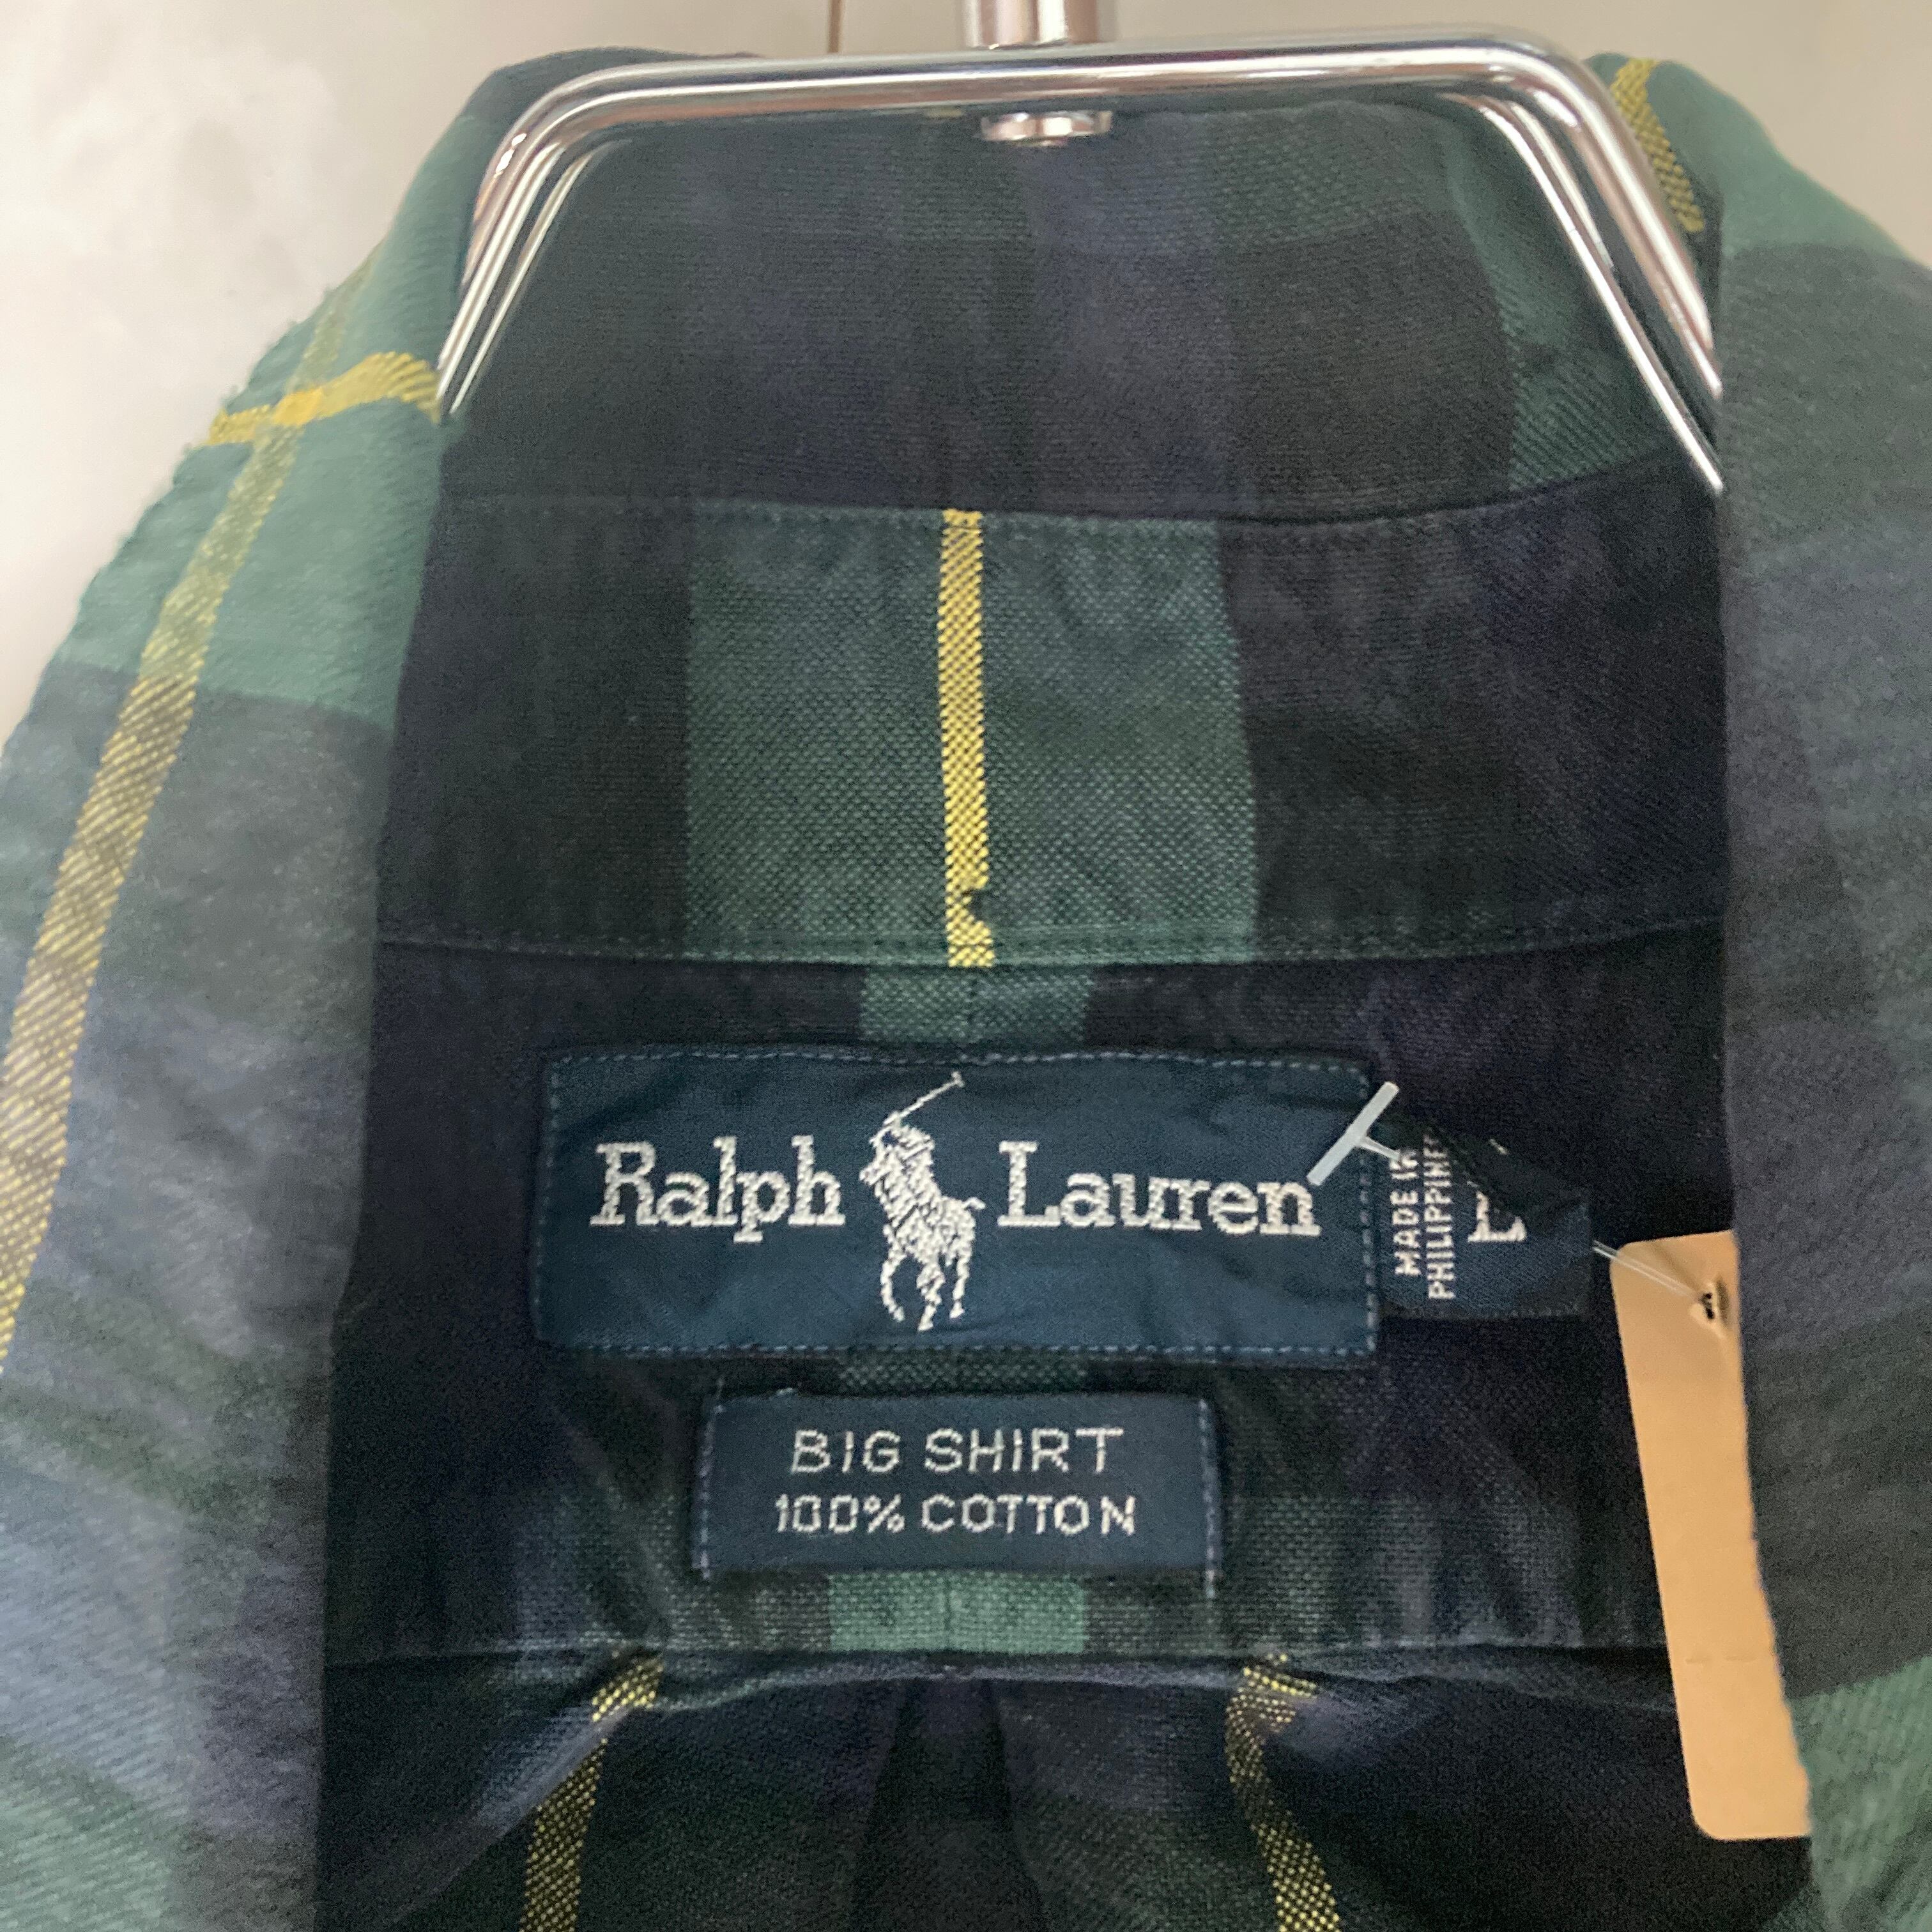 Ralph Lauren
MADE IN
PHILIPPINES
L
BIG SHIRT
100% COTTON